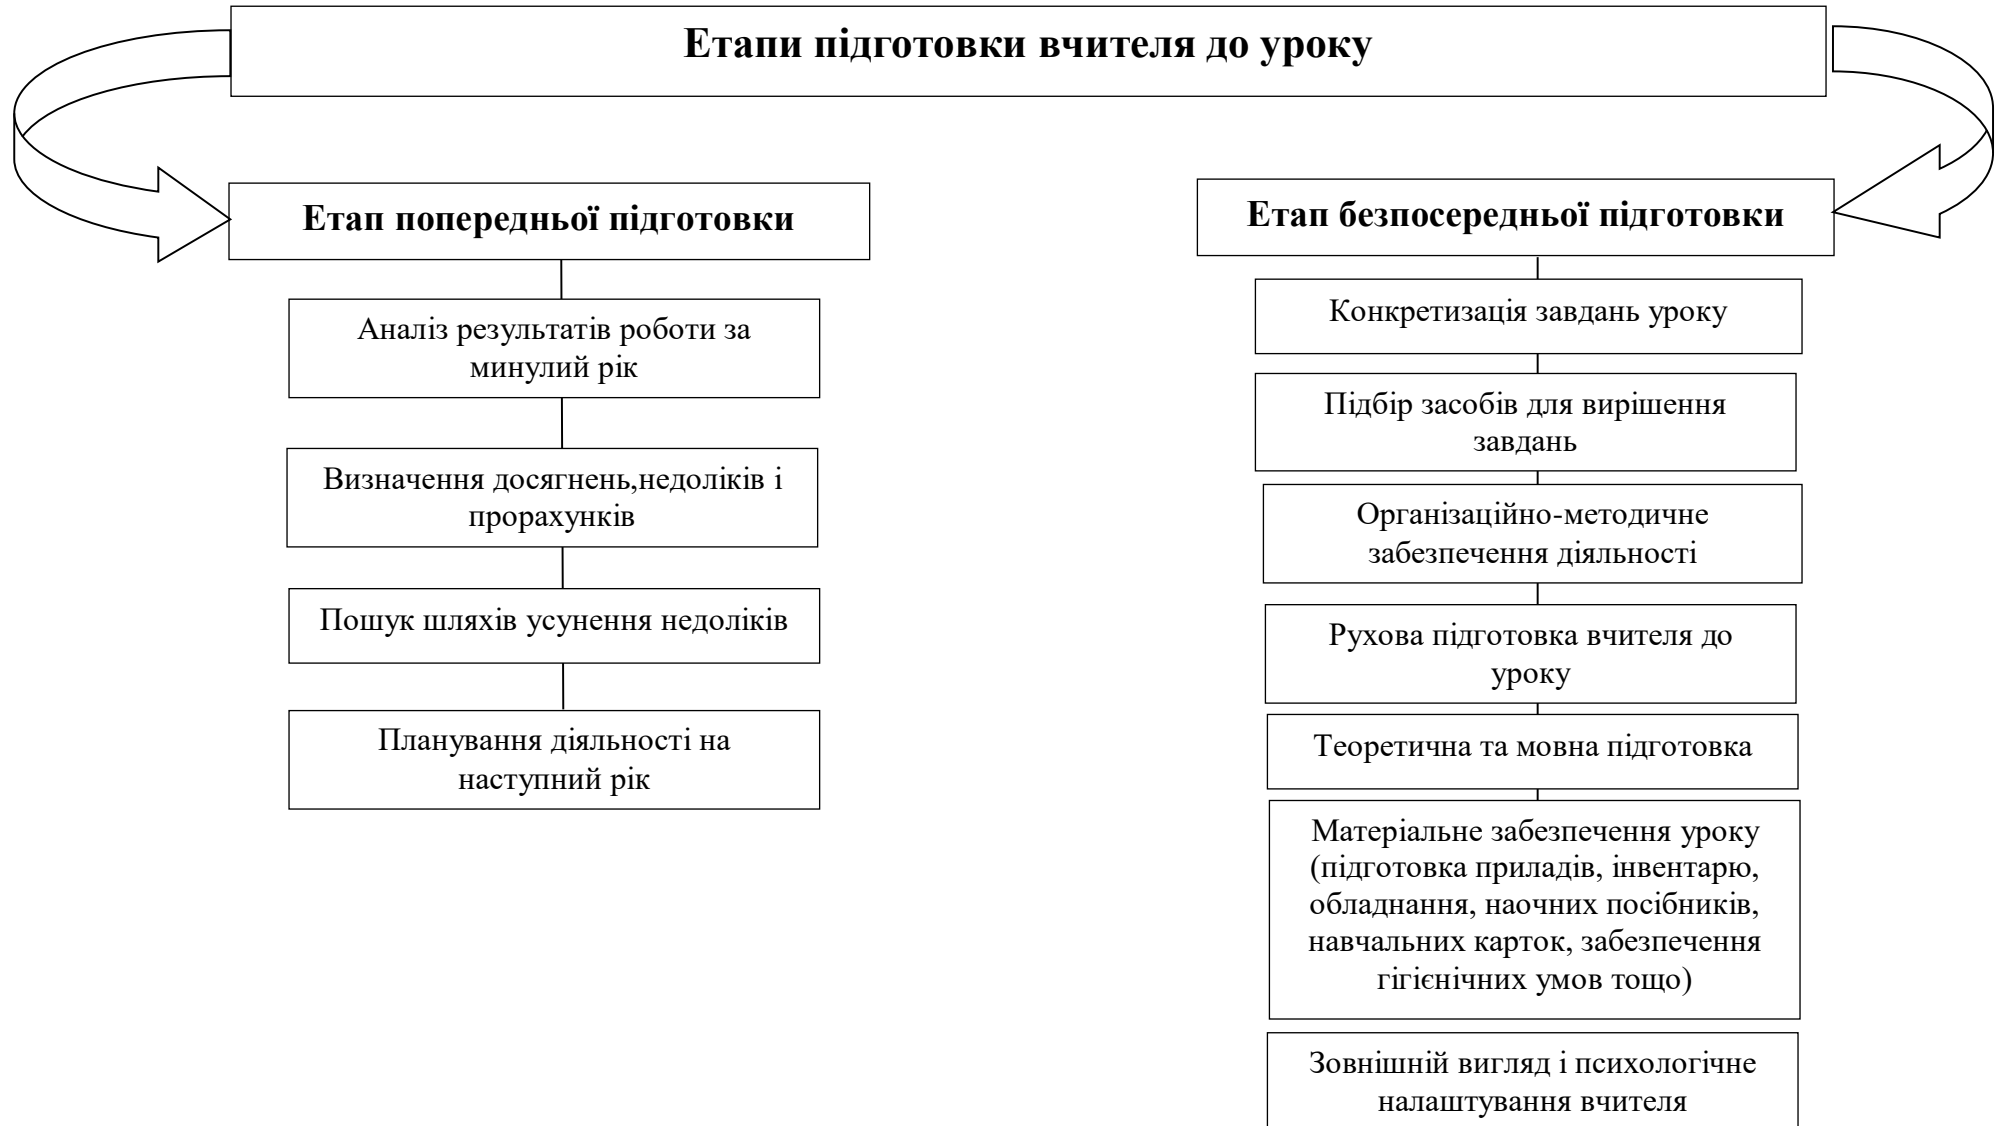 Етапи підготовки вчителя до уроку
Етап попередньої підготовки
Аналіз результатів роботи за
минулий рік
Визначення досягнень,недоліків і
прорахунків
Пошук шляхів усунення недоліків
Планування діяльності на
наступний рік
Етап безпосередньої підготовки
Конкретизація завдань уроку
Підбір засобів для вирішення
завдань
Організаційно-методичне
забезпечення діяльності
Рухова підготовка вчителя до
уроку
Теоретична та мовна підготовка
Матеріальне забезпечення уроку
(підготовка приладів, інвентарю,
обладнання, наочних посібників,
навчальних карток, забезпечення
гігієнічних умов тощо)
Зовнішній вигляд і психологічне
налаштування вчителя